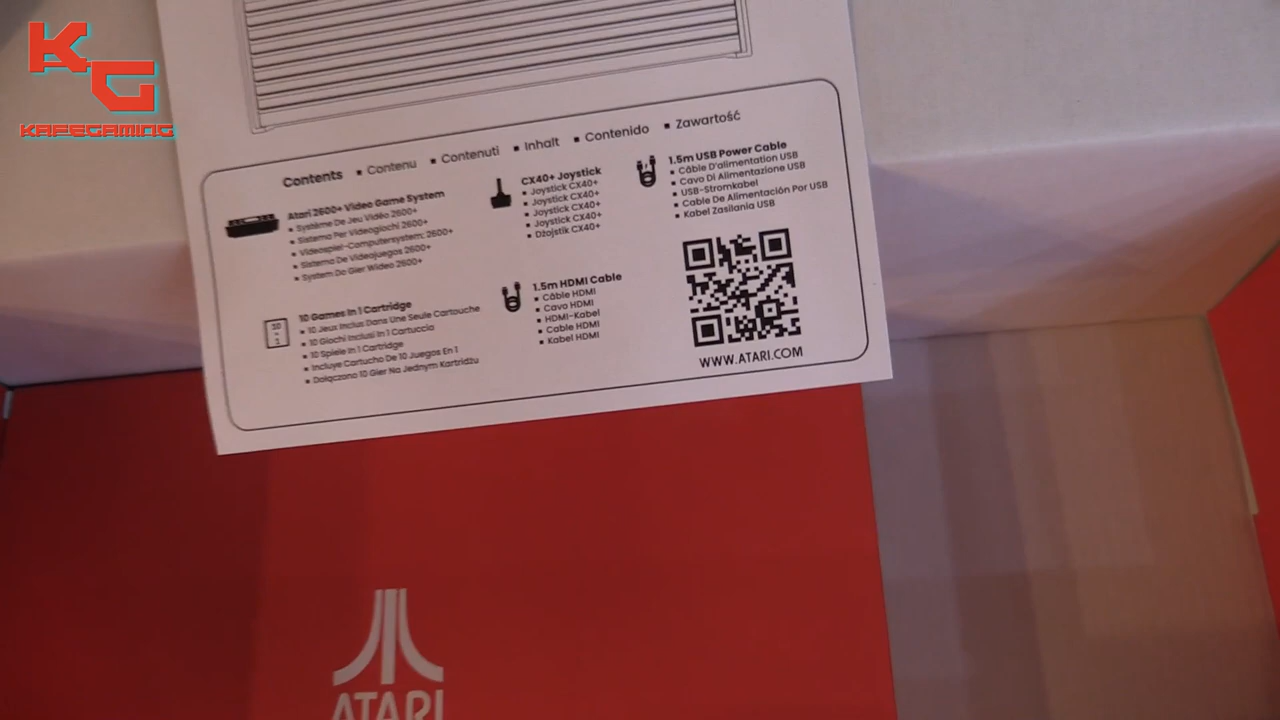 KG
KAPEGAMING
Contents ▪ Contenu ▪ Contenuti ▪ Inhalt ▪ Contenido ▪ Zawartość
Atari 2600+ Video Game System
▪ Système De Jeu Vidéo 2600+
▪ Sistema Per Videogiochi 2600+
▪ Videospiel-Computersystem; 2600+
▪ Sistema De Videojuegos 2600+
▪ System Do Gier Wideo 2600+
CX40+ Joystick
▪ Joystick CX40+
▪ Joystick CX40+
▪ Joystick CX40+
▪ Joystick CX40+
▪ Dżojstik CX40+
1.5m USB Power Cable
▪ Câble D'alimentation USB
▪ Cavo Di Alimentazione USB
▪ USB-Stromkabel
▪ Cable De Alimentación Por USB
▪ Kabel Zasilania USB
10
1
10 Games In 1 Cartridge
▪ 10 Jeux Inclus Dans Une Seule Cartouche
▪ 10 Giochi Inclusi In 1 Cartuccia
▪ 10 Spiele In 1 Cartridge
▪ Incluye Cartucho De 10 Juegos En 1
▪ Dołączono 10 Gier Na Jednym Kartridżu
1.5m HDMI Cable
▪ Câble HDMI
▪ Cavo HDMI
▪ HDMI-Kabel
▪ Cable HDMI
▪ Kabel HDMI
WWW.ATARI.COM
ATARI